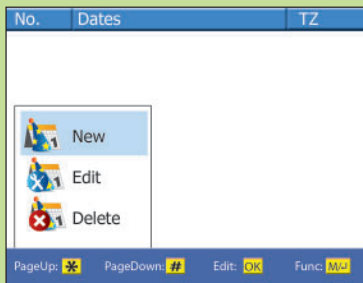 No. Dates TZ
New
Edit
Delete
PageUp: * PageDown: # Edit: OK Func: M/↵